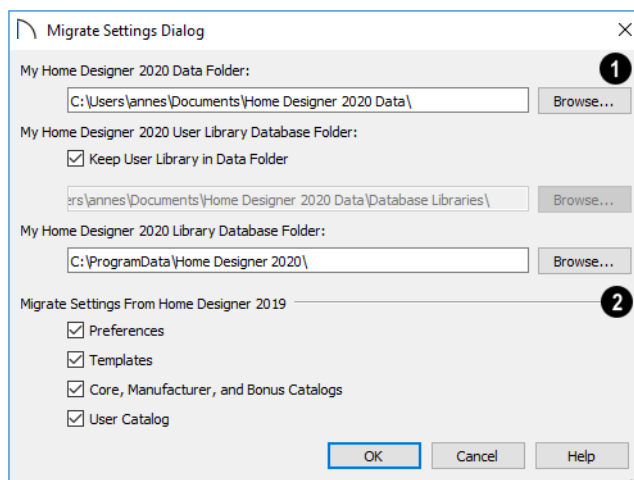 Migrate Settings Dialog
My Home Designer 2020 Data Folder:
1
C:\Users\annes\Documents\Home Designer 2020 Data\
Browse...
My Home Designer 2020 User Library Database Folder:
Keep User Library in Data Folder
ers\annes\Documents\Home Designer 2020 Data\Database Libraries\
Browse...
My Home Designer 2020 Library Database Folder:
C:\ProgramData\Home Designer 2020\
Browse...
Migrate Settings From Home Designer 2019
2
Preferences
Templates
Core, Manufacturer, and Bonus Catalogs
User Catalog
OK
Cancel
Help